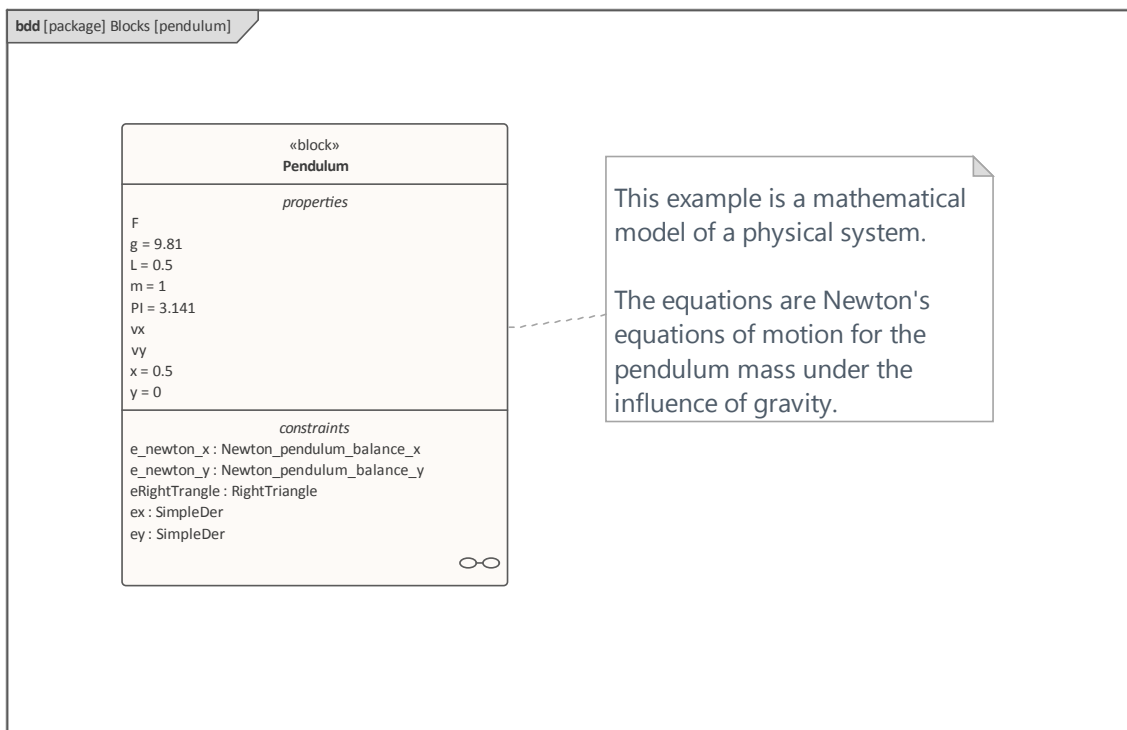 bdd [package] Blocks [pendulum]
«block»
Pendulum
properties
F
g = 9.81
L = 0.5
m = 1
PI = 3.141
vx
vy
x = 0.5
y = 0
constraints
e_newton_x : Newton_pendulum_balance_x
e_newton_y : Newton_pendulum_balance_y
eRightTrangle : RightTriangle
ex : SimpleDer
ey : SimpleDer
This example is a mathematical
model of a physical system.
The equations are Newton's
equations of motion for the
pendulum mass under the
influence of gravity.